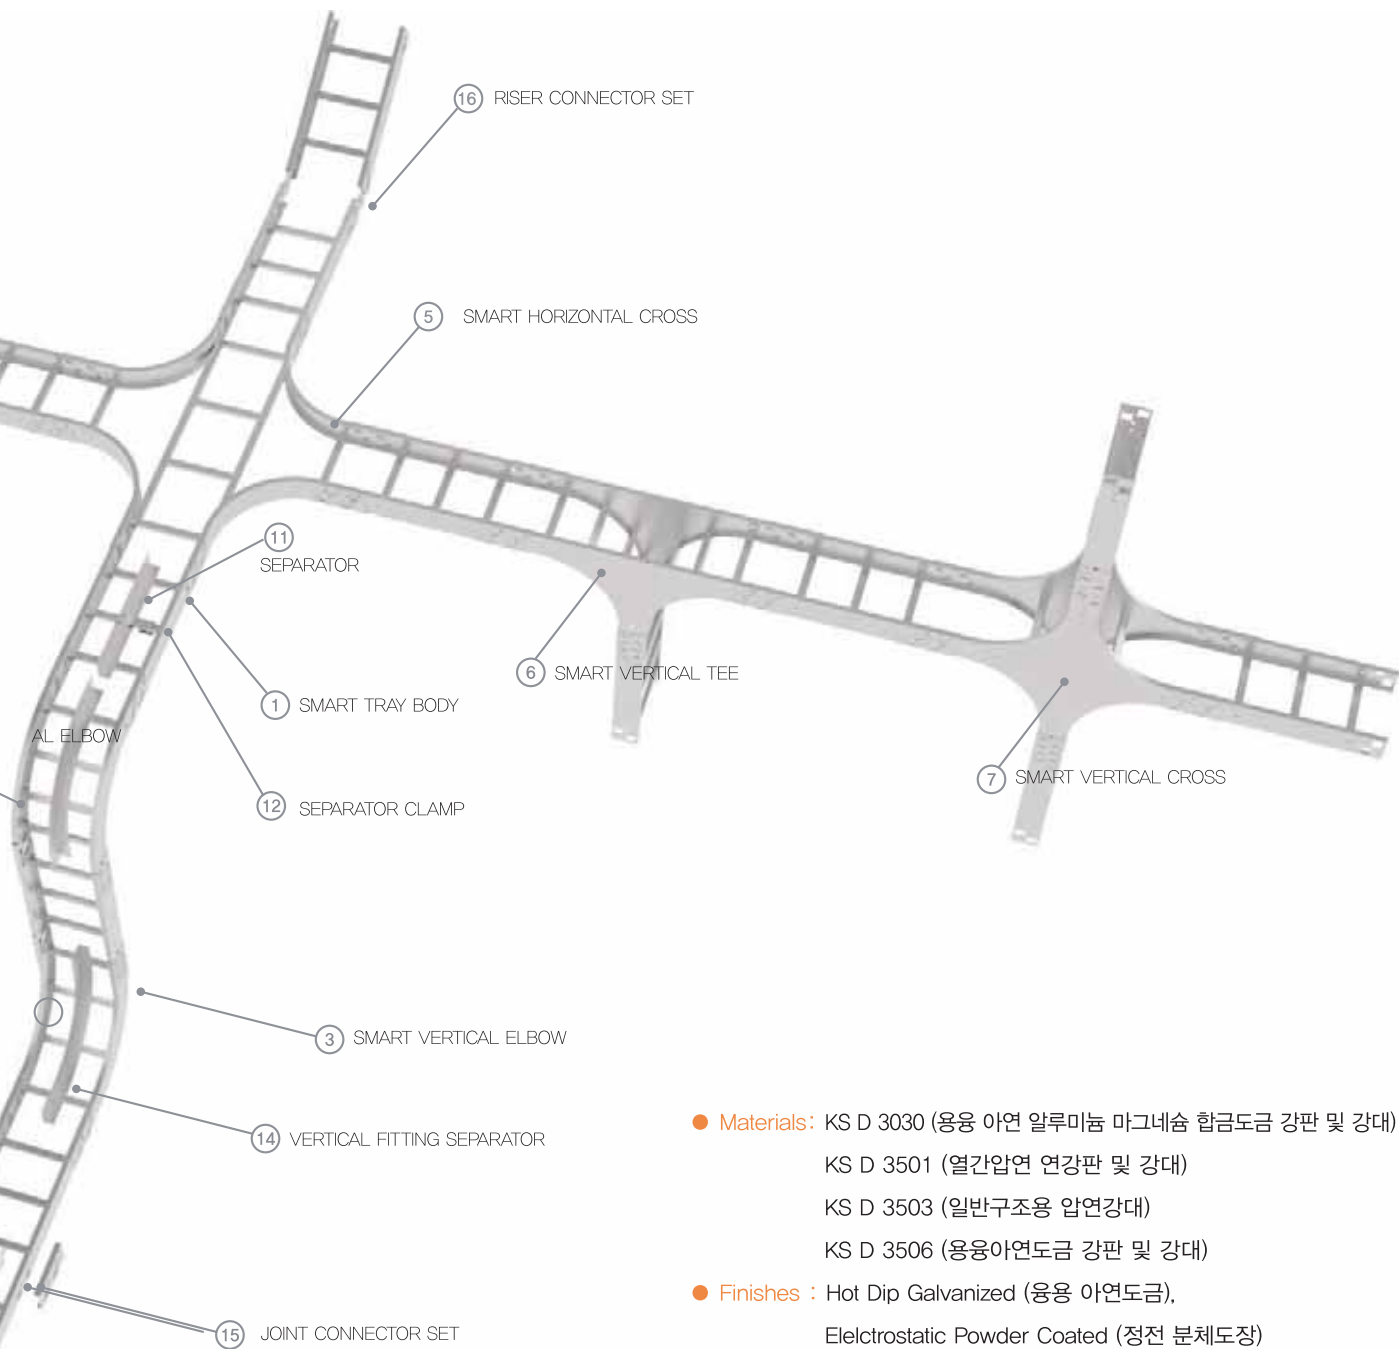 16 RISER CONNECTOR SET
5 SMART HORIZONTAL CROSS
11
SEPARATOR
6 SMART VERTICAL TEE
1 SMART TRAY BODY
AL ELBOW
7 SMART VERTICAL CROSS
12 SEPARATOR CLAMP
3 SMART VERTICAL ELBOW
14 VERTICAL FITTING SEPARATOR
15 JOINT CONNECTOR SET
● Materials : KS D 3030 (용융 아연 알루미늄 마그네슘 합금도금 강판 및 강대)
KS D 3501 (열간압연 연강판 및 강대)
KS D 3503 (일반구조용 압연강대)
KS D 3506 (용융아연도금 강판 및 강대)
● Finishes : Hot Dip Galvanized (융용 아연도금),
Elelctrostatic Powder Coated (정전 분체도장)